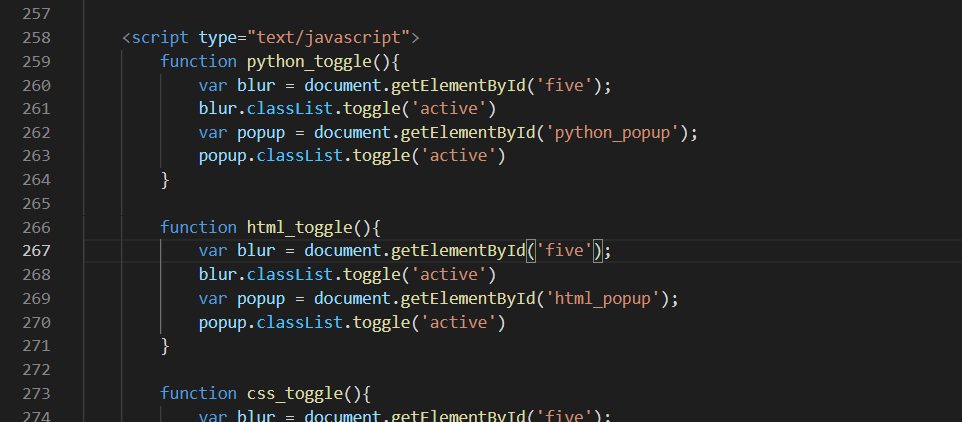 257
258 <script type="text/javascript">
259 function python_toggle(){
260 var blur = document.getElementById('five');
261 blur.classList.toggle('active')
262 var popup = document.getElementById('python_popup');
263 popup.classList.toggle('active')
264 }
265
266 function html_toggle(){
267 var blur = document.getElementById('five');
268 blur.classList.toggle('active')
269 var popup = document.getElementById('html_popup');
270 popup.classList.toggle('active')
271 }
272
273 function css_toggle(){
274 var blur = document.getElementById('five');